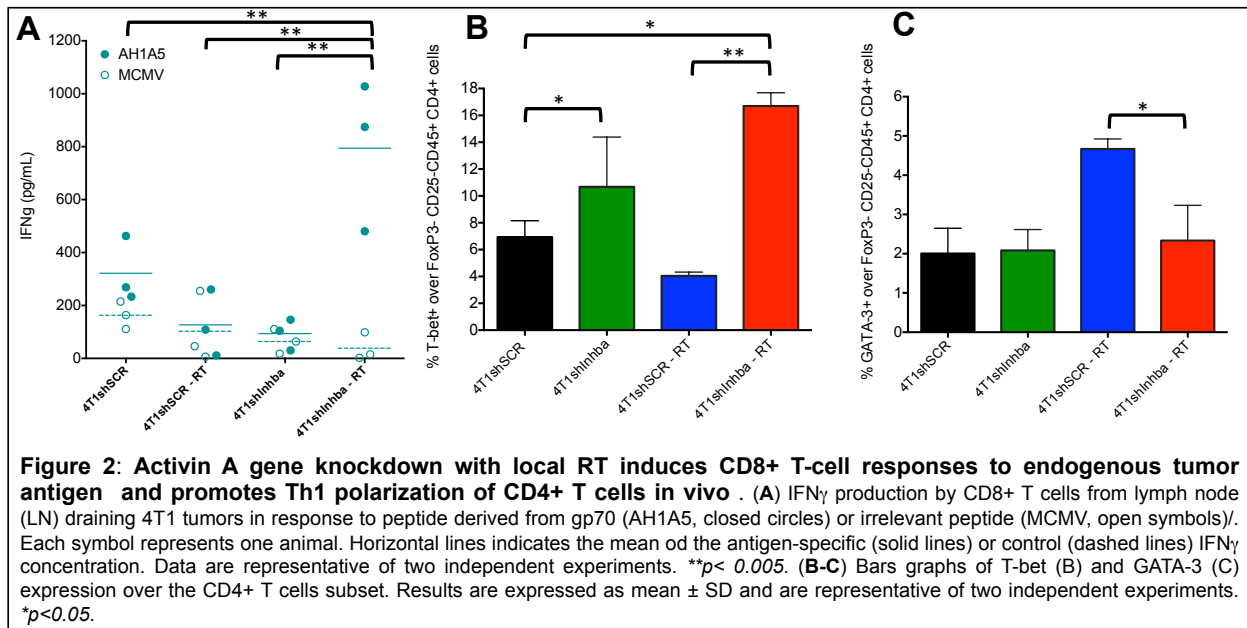 A
**
**
**
AH1A5
MCMV
IFNg (pg/mL)
1200
1000
800
600
400
200
0
4T1shSCR
4T1shSCR - RT
4T1shInhba
4T1shInhba - RT
B
*
**
*
% T-bet+ over FoxP3- CD25-CD45+ CD4+ cells
18
16
14
12
10
8
6
4
2
0
4T1shSCR
4T1shInhba
4T1shSCR - RT
4T1shInhba - RT
C
*
% GATA-3+ over FoxP3- CD25-CD45+ CD4+ cells
6
5
4
3
2
1
0
4T1shSCR
4T1shInhba
4T1shSCR - RT
4T1shInhba - RT
Figure 2: Activin A gene knockdown with local RT induces CD8+ T-cell responses to endogenous tumor
antigen and promotes Th1 polarization of CD4+ T cells in vivo . (A) IFNγ production by CD8+ T cells from lymph node
(LN) draining 4T1 tumors in response to peptide derived from gp70 (AH1A5, closed circles) or irrelevant peptide (MCMV, open symbols)/.
Each symbol represents one animal. Horizontal lines indicates the mean od the antigen-specific (solid lines) or control (dashed lines) IFNγ
concentration. Data are representative of two independent experiments. **p< 0.005. (B-C) Bars graphs of T-bet (B) and GATA-3 (C)
expression over the CD4+ T cells subset. Results are expressed as mean ± SD and are representative of two independent experiments.
*p<0.05.